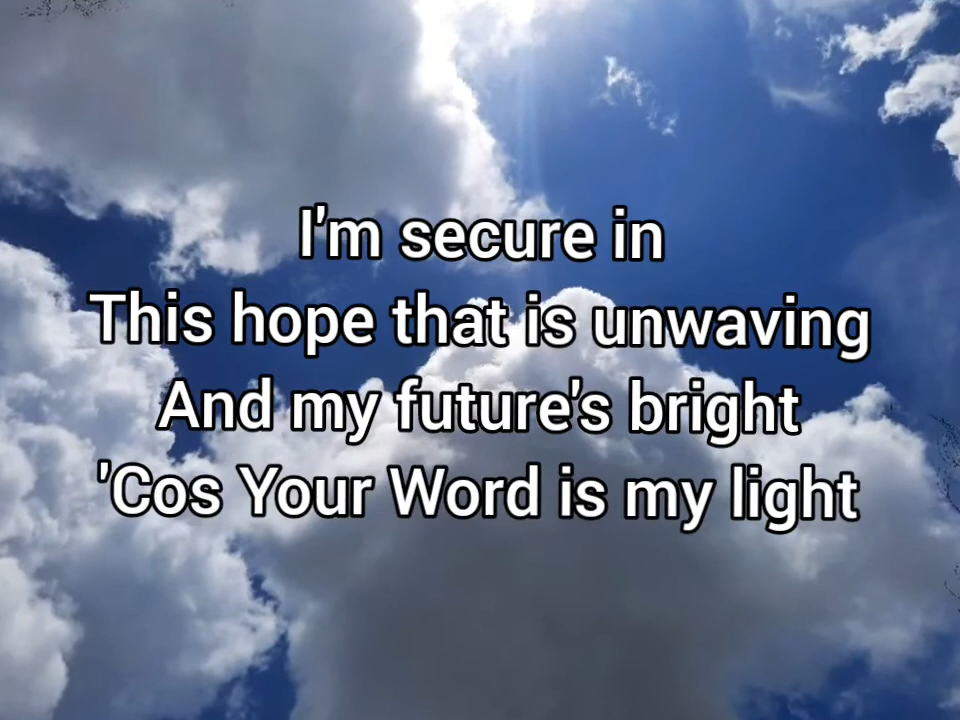 I'm secure in
This hope that is unwaving
And my future's bright
'Cos Your Word is my light